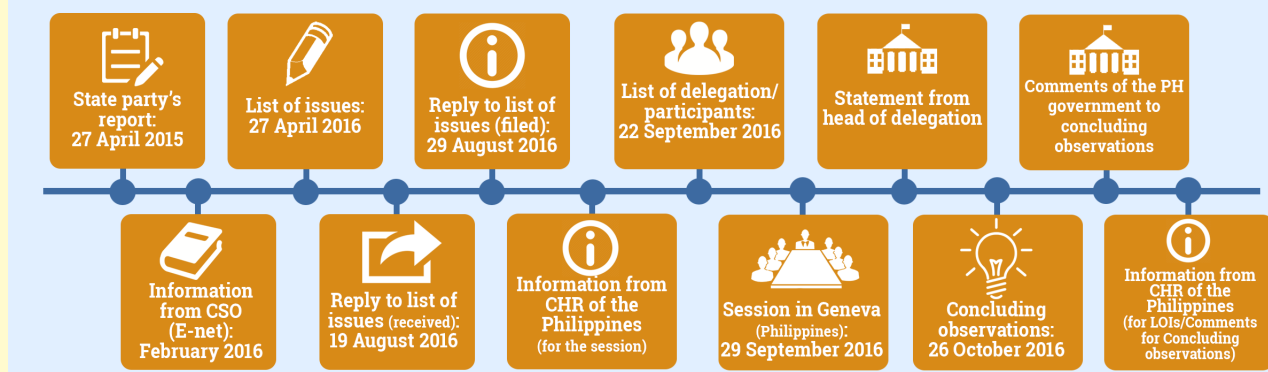 State party's
report:
27 April 2015
Information
from CSO
(E-net):
February 2016
List of issues:
27 April 2016
Reply to list of
issues (received):
19 August 2016
Reply to list of
issues (filed):
29 August 2016
Information from
CHR of the
Philippines
(for the session)
List of delegation/
participants:
22 September 2016
Session in Geneva
(Philippines):
29 September 2016
Statement from
head of delegation
Concluding
observations:
26 October 2016
Comments of the PH
government to
concluding
observations
Information from
CHR of the
Philippines
(for LOIs/Comments
for Concluding
observations)